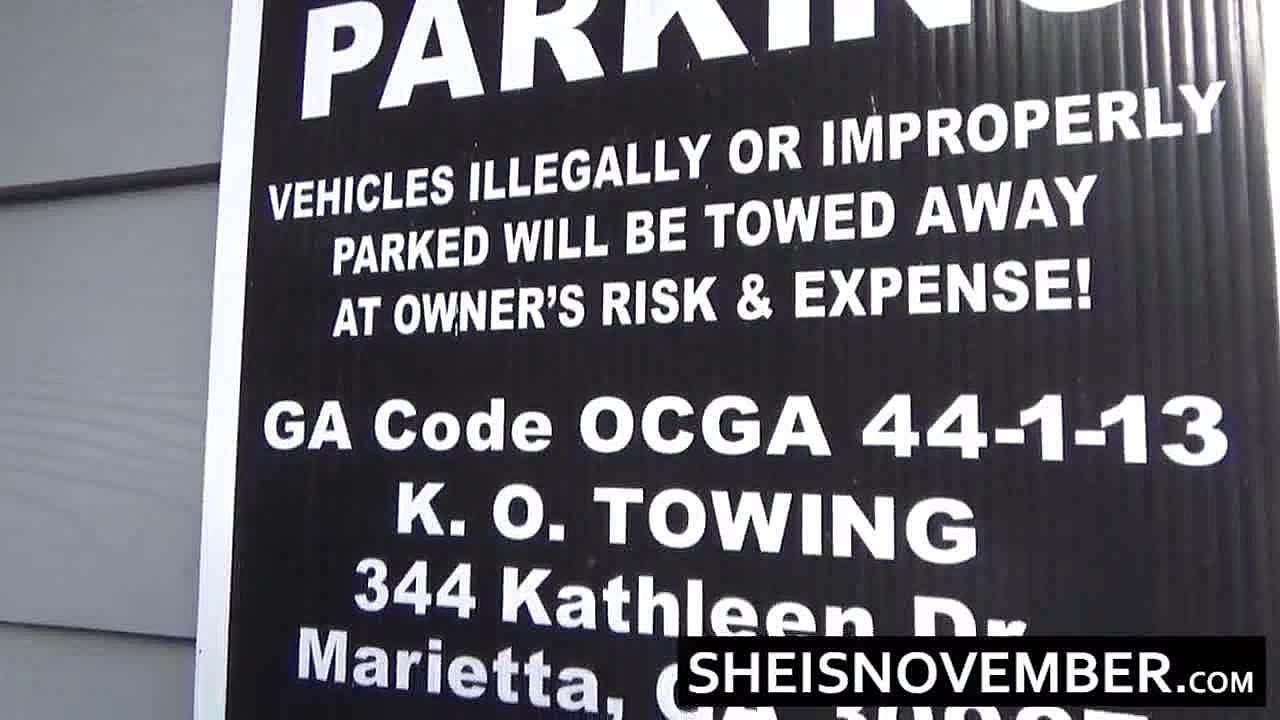 PARKING
VEHICLES ILLEGALLY OR IMPROPERLY
PARKED WILL BE TOWED AWAY
AT OWNER'S RISK & EXPENSE!
GA Code OCGA 44-1-13
K. O. TOWING
344 Kathleen Dr
Marietta, GA
SHEISNOVEMBER.COM